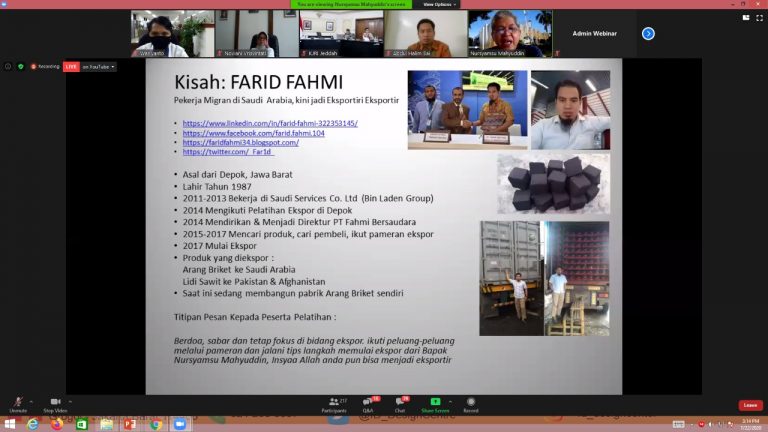 You are viewing Nursyamsu Mahyuddin's screen
View Options
Wasyanto
Noviani Vrisvintati
KJRI Jeddah
Abdul Halim Sai
Nursyamsu Mahyuddin
Admin Webinar
Recording
LIVE on YouTube
Kisah: FARID FAHMI
Pekerja Migran di Saudi Arabia, kini jadi Eksportiri Eksportir
• https://www.linkedin.com/in/farid-fahmi-322353145/
• https://www.facebook.com/farid.fahmi.104
• https://faridfahmi34.blogspot.com/
• https://twitter.com/_Far1d_
• Asal dari Depok, Jawa Barat
• Lahir Tahun 1987
• 2011-2013 Bekerja di Saudi Services Co. Ltd (Bin Laden Group)
• 2014 Mengikuti Pelatihan Ekspor di Depok
• 2014 Mendirikan & Menjadi Direktur PT Fahmi Bersaudara
• 2015-2017 Mencari produk, cari pembeli, ikut pameran ekspor
• 2017 Mulai Ekspor
• Produk yang diekspor :
Arang Briket ke Saudi Arabia
Lidi Sawit ke Pakistan & Afghanistan
• Saat ini sedang membangun pabrik Arang Briket sendiri
Titipan Pesan Kepada Peserta Pelatihan :
Berdoa, sabar dan tetap fokus di bidang ekspor. ikuti peluang-peluang
melalui pameran dan jalani tips langkah memulai ekspor dari Bapak
Nursyamsu Mahyuddin, Insyaa Allah anda pun bisa menjadi eksportir
Unmute
Stop Video
217
Participants
Q&A
Chat
Share Screen
Record
Leave
3:14 PM
7/22/2020